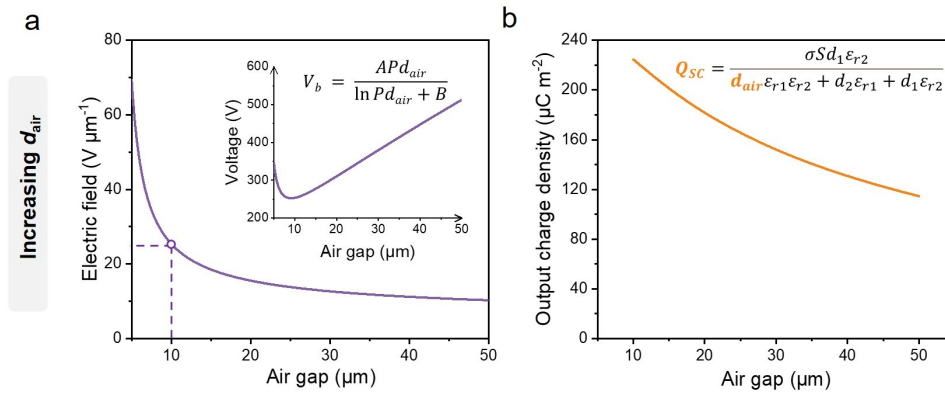 Increasing d_air
a
Electric field (V µm⁻¹)
80
60
40
20
0
10
20
30
40
50
Air gap (µm)
Voltage (V)
600
500
400
300
200
10
20
30
40
50
Air gap (µm)
V_b = APd_air / ln Pd_air + B
b
Output charge density (µC m⁻²)
240
200
160
120
80
40
0
10
20
30
40
50
Air gap (µm)
Q_SC = σSd₁ε_r2 / d_airε_r1ε_r2 + d₂ε_r1 + d₁ε_r2